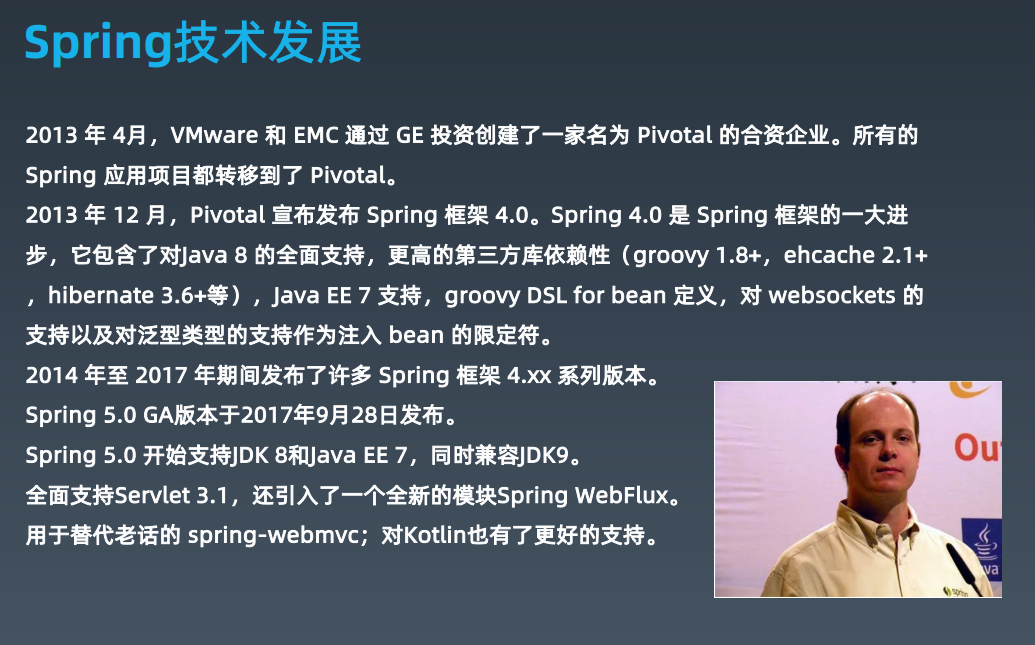 Spring技术发展
2013 年 4月，VMware 和 EMC 通过 GE 投资创建了一家名为 Pivotal 的合资企业。所有的
Spring 应用项目都转移到了 Pivotal。
2013 年 12 月，Pivotal 宣布发布 Spring 框架 4.0。Spring 4.0 是 Spring 框架的一大进
步，它包含了对Java 8 的全面支持，更高的第三方库依赖性（groovy 1.8+，ehcache 2.1+
，hibernate 3.6+等），Java EE 7 支持，groovy DSL for bean 定义，对 websockets 的
支持以及对泛型类型的支持作为注入 bean 的限定符。
2014 年至 2017 年期间发布了许多 Spring 框架 4.xx 系列版本。
Spring 5.0 GA版本于2017年9月28日发布。
Spring 5.0 开始支持JDK 8和Java EE 7，同时兼容JDK9。
全面支持Servlet 3.1，还引入了一个全新的模块Spring WebFlux。
用于替代老话的 spring-webmvc；对Kotlin也有了更好的支持。
Ou
ava
spring